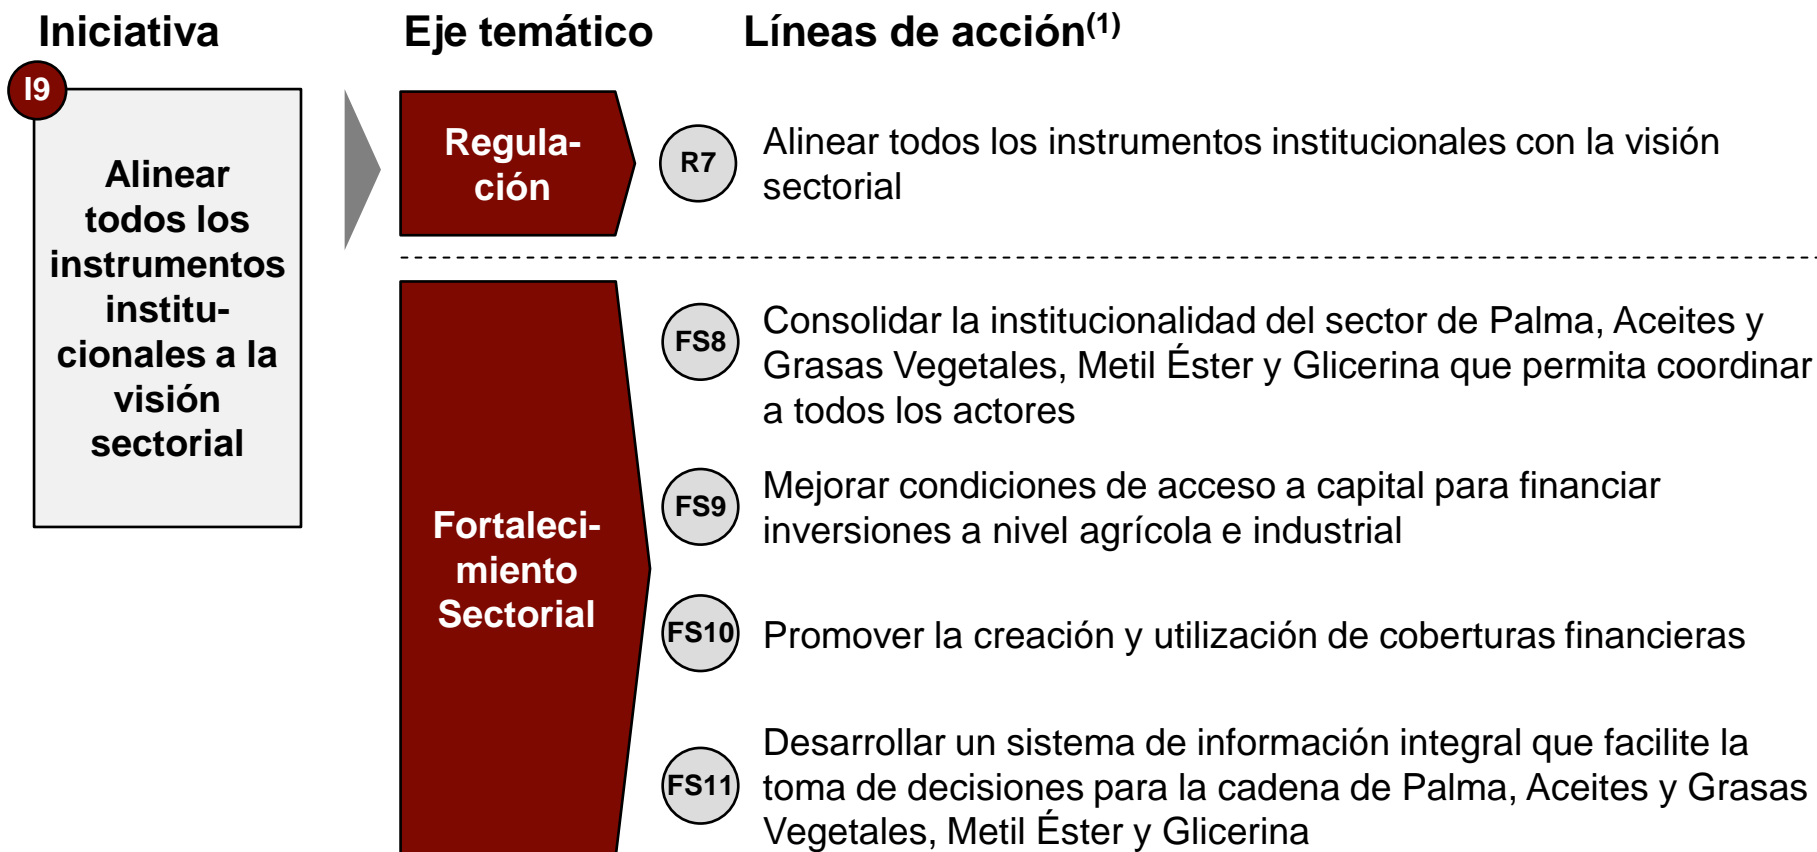 Iniciativa
Eje temático
Líneas de acción(1)
I9
Alinear
todos los
instrumentos
institu-
cionales a la
visión
sectorial
Regula-
ción
R7
Alinear todos los instrumentos institucionales con la visión
sectorial
Fortaleci-
miento
Sectorial
FS8
Consolidar la institucionalidad del sector de Palma, Aceites y
Grasas Vegetales, Metil Éster y Glicerina que permita coordinar
a todos los actores
FS9
Mejorar condiciones de acceso a capital para financiar
inversiones a nivel agrícola e industrial
FS10
Promover la creación y utilización de coberturas financieras
FS11
Desarrollar un sistema de información integral que facilite la
toma de decisiones para la cadena de Palma, Aceites y Grasas
Vegetales, Metil Éster y Glicerina